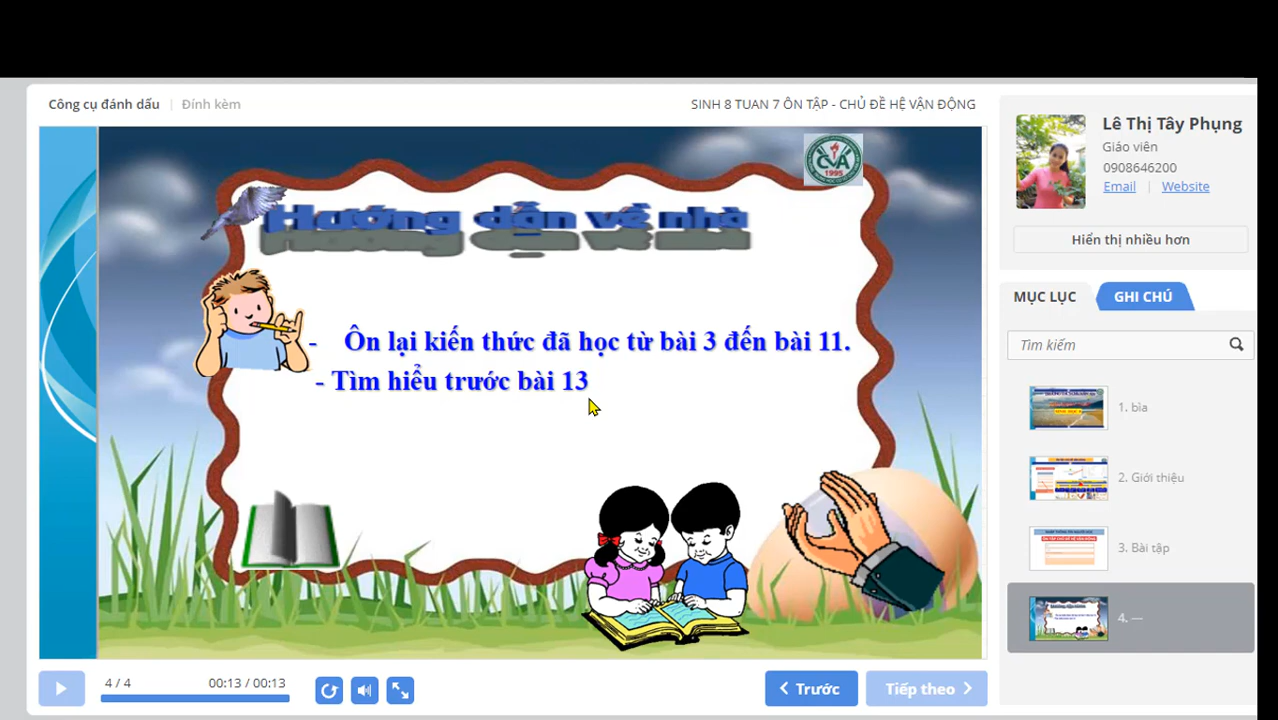 Công cụ đánh dấu | Đính kèm
SINH 8 TUAN 7 ÔN TẬP - CHỦ ĐỀ HỆ VẬN ĐỘNG
CVA
1995
Hướng dẫn về nhà
- Ôn lại kiến thức đã học từ bài 3 đến bài 11.
- Tìm hiểu trước bài 13
4 / 4
00:13 / 00:13
Trước
Tiếp theo
Lê Thị Tây Phụng
Giáo viên
0908646200
Email | Website
Hiển thị nhiều hơn
MỤC LỤC
GHI CHÚ
Tìm kiếm
1. bìa
2. Giới thiệu
3. Bài tập
4. —